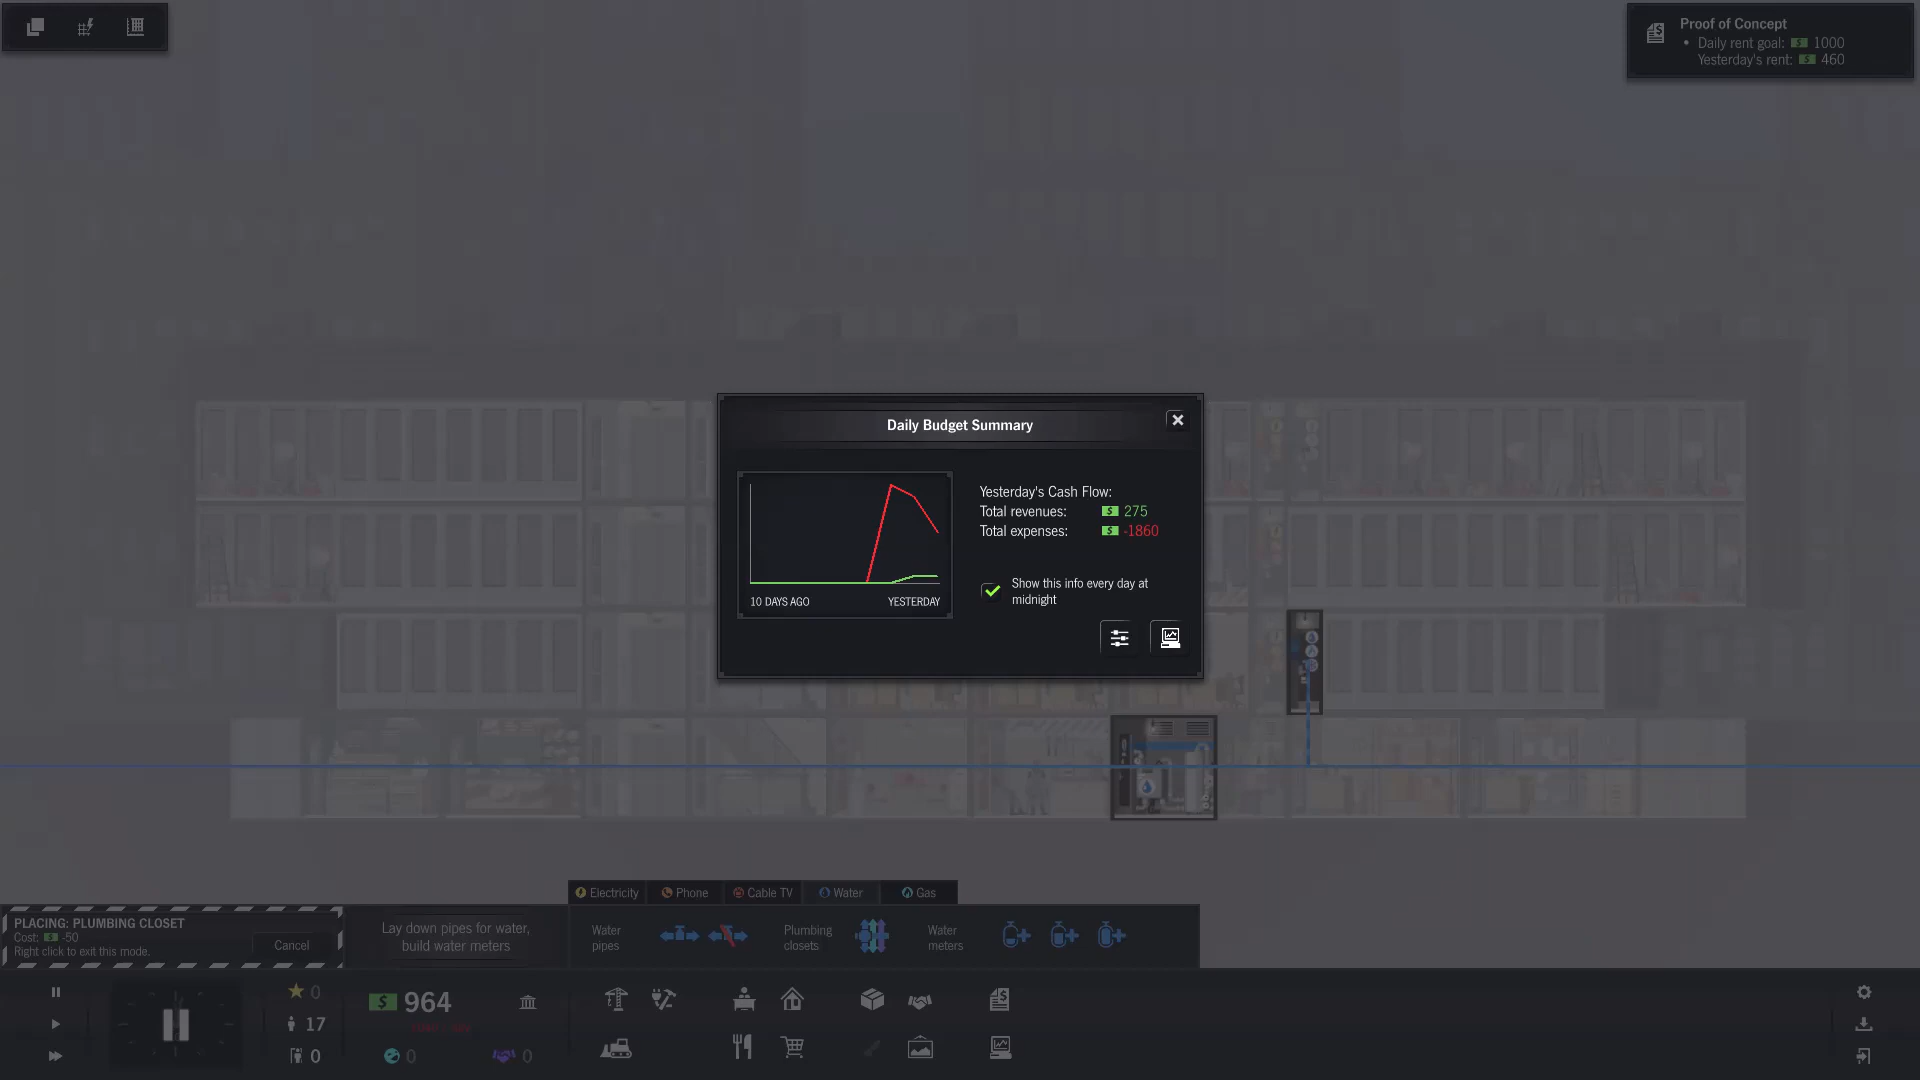 Proof of Concept
• Daily rent goal: $ 1000
Yesterday's rent: $ 460
Daily Budget Summary
Yesterday's Cash Flow:
Total revenues: $ 275
Total expenses: $ -1860
10 DAYS AGO YESTERDAY
Show this info every day at
midnight
Electricity Phone Cable TV Water Gas
PLACING: PLUMBING CLOSET
Cost: $ -50
Right click to exit this mode.
Cancel
Lay down pipes for water,
build water meters
Water
pipes
Plumbing
closets
Water
meters
0
$ 964
17
0
0
0